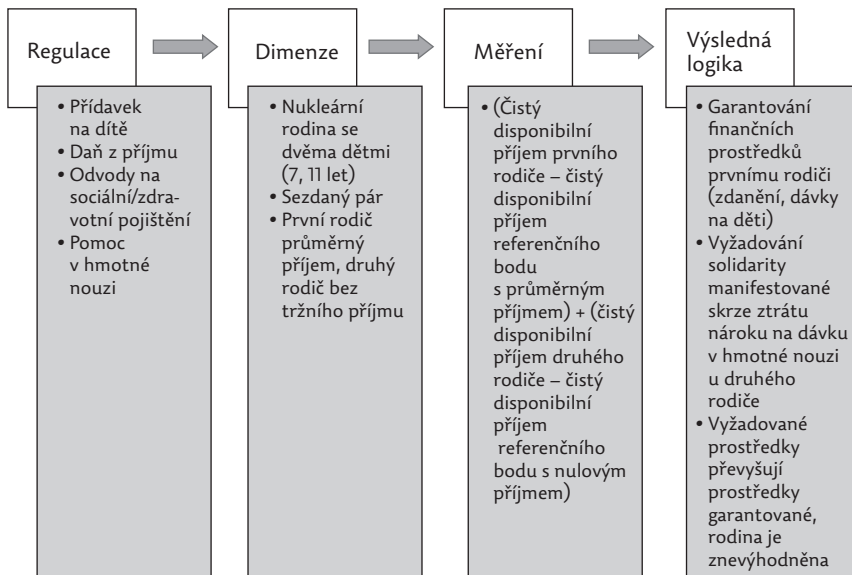 Regulace
• Přídavek
na dítě
• Daň z příjmu
• Odvody na
sociální/zdra-
votní pojištění
• Pomoc
v hmotné
nouzi
Dimenze
• Nukleární
rodina se
dvěma dětmi
(7, 11 let)
• Sezdaný pár
• První rodič
průměrný
příjem, druhý
rodič bez
tržního příjmu
Měření
• (Čistý
disponibilní
příjem prvního
rodiče – čistý
disponibilní
příjem
referenčního
bodu
s průměrným
příjmem) + (čistý
disponibilní
příjem druhého
rodiče – čistý
disponibilní
příjem
referenčního
bodu s nulovým
příjmem)
Výsledná
logika
• Garantování
finančních
prostředků
prvnímu rodiči
(zdanění, dávky
na děti)
• Vyžadování
solidarity
manifestované
skrze ztrátu
nároku na dávku
v hmotné nouzi
u druhého
rodiče
• Vyžadované
prostředky
převyšují
prostředky
garantované,
rodina je
znevýhodněna